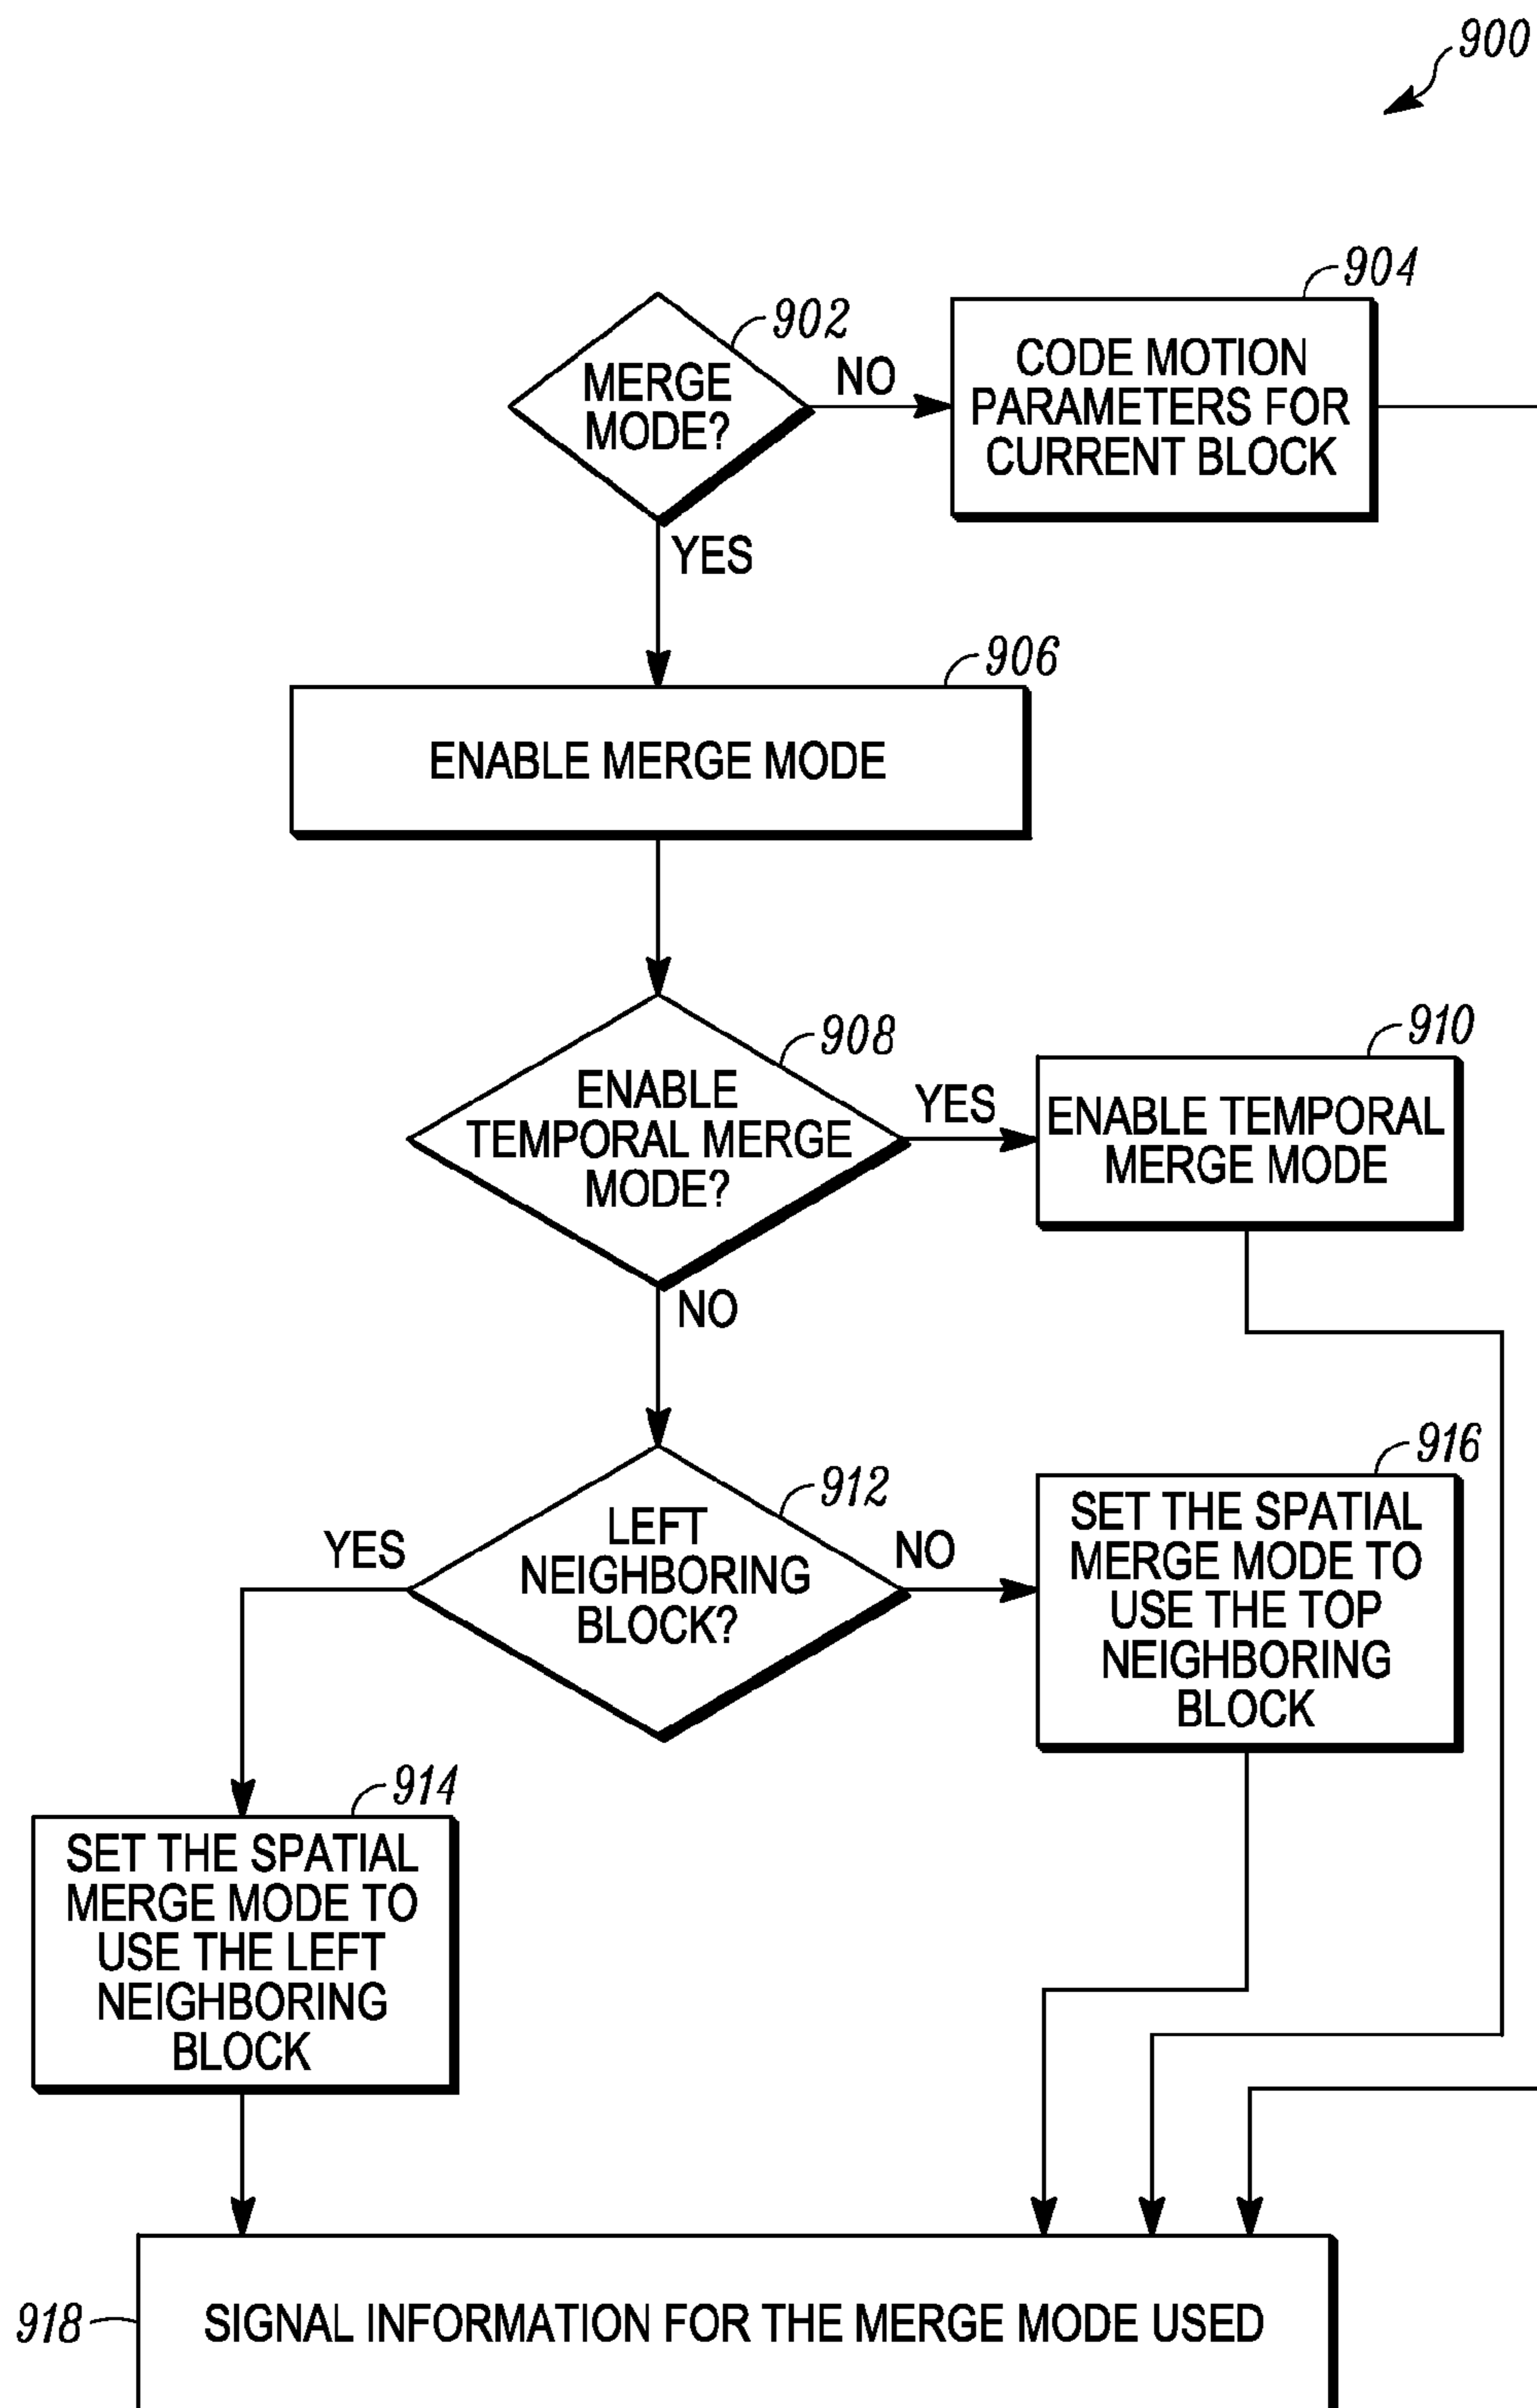 900
902
MERGE
MODE?
NO
904
CODE MOTION
PARAMETERS FOR
CURRENT BLOCK
YES
906
ENABLE MERGE MODE
908
ENABLE
TEMPORAL MERGE
MODE?
YES
910
ENABLE TEMPORAL
MERGE MODE
NO
912
LEFT
NEIGHBORING
BLOCK?
YES
NO
916
SET THE SPATIAL
MERGE MODE TO
USE THE TOP
NEIGHBORING
BLOCK
914
SET THE SPATIAL
MERGE MODE TO
USE THE LEFT
NEIGHBORING
BLOCK
918
SIGNAL INFORMATION FOR THE MERGE MODE USED